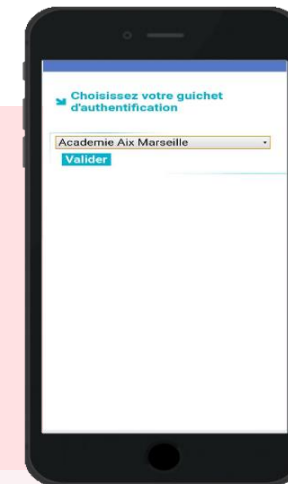 Choisissez votre guichet
d'authentification
Academie Aix Marseille
Valider